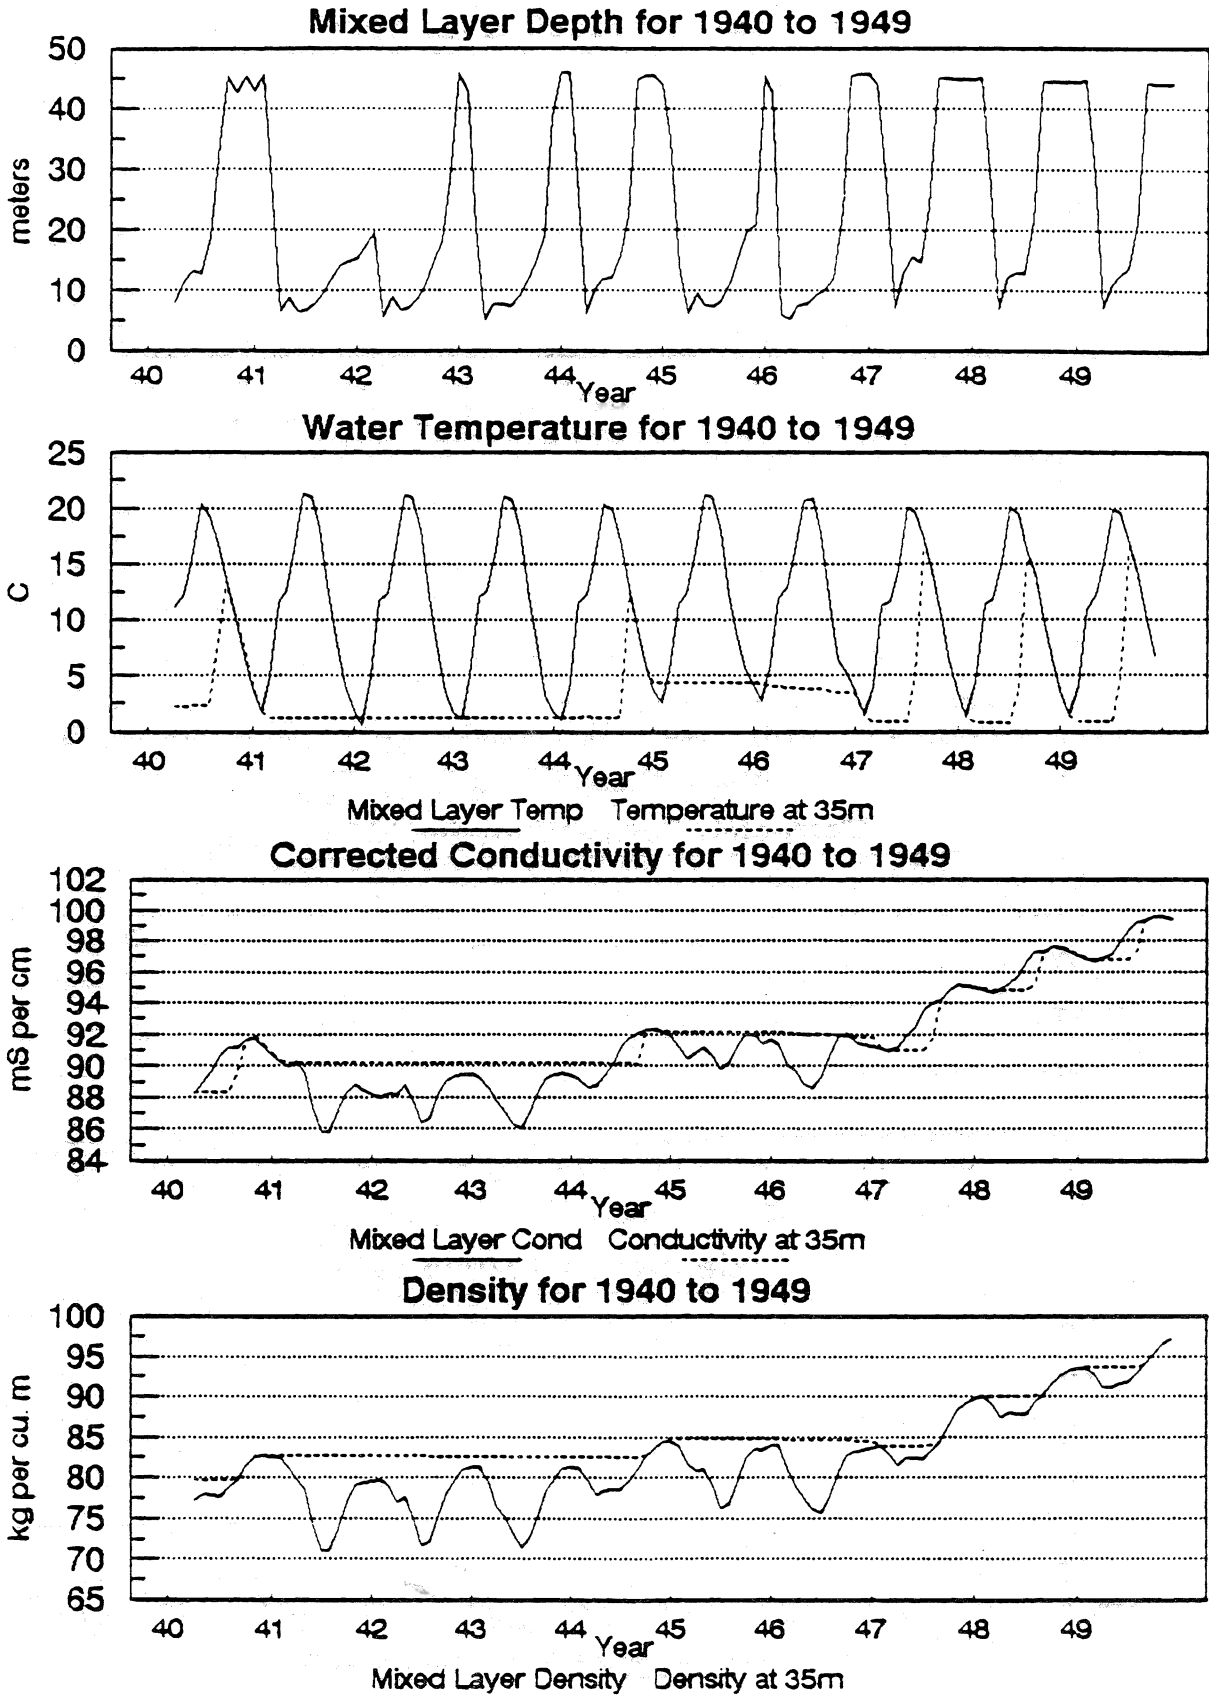 Mixed Layer Depth for 1940 to 1949
50
40
30
20
10
0
meters
40 41 42 43 44 45 46 47 48 49
Year
Water Temperature for 1940 to 1949
25
20
15
10
5
0
C
40 41 42 43 44 45 46 47 48 49
Year
Mixed Layer Temp Temperature at 35m
Corrected Conductivity for 1940 to 1949
102
100
98
96
94
92
90
88
86
84
mS per cm
40 41 42 43 44 45 46 47 48 49
Year
Mixed Layer Cond Conductivity at 35m
Density for 1940 to 1949
100
95
90
85
80
75
70
65
kg per cu. m
40 41 42 43 44 45 46 47 48 49
Year
Mixed Layer Density Density at 35m